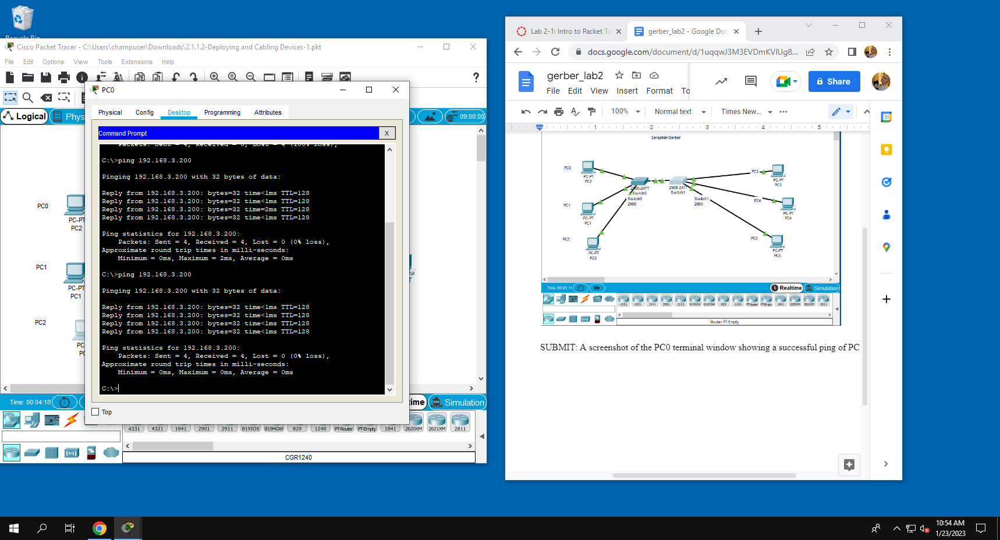 Recycle Bin
Cisco Packet Tracer - C:\Users\champuser\Downloads\2.1.1.2-Deploying and Cabling Devices-1.pkt
File Edit Options View Tools Extensions Help
Logical
Phys
09:00:00
PC0
PC-PT
PC2
PC1
PC-PT
PC1
PC2
PC
PC0
Physical Config Desktop Programming Attributes
Command Prompt
X
Packets: Sent = 4, Received = 0, Lost = 4 (100% loss),
C:\>ping 192.168.3.200
Pinging 192.168.3.200 with 32 bytes of data:
Reply from 192.168.3.200: bytes=32 time<1ms TTL=128
Reply from 192.168.3.200: bytes=32 time<1ms TTL=128
Reply from 192.168.3.200: bytes=32 time=2ms TTL=128
Reply from 192.168.3.200: bytes=32 time<1ms TTL=128
Ping statistics for 192.168.3.200:
Packets: Sent = 4, Received = 4, Lost = 0 (0% loss),
Approximate round trip times in milli-seconds:
Minimum = 0ms, Maximum = 2ms, Average = 0ms
C:\>ping 192.168.3.200
Pinging 192.168.3.200 with 32 bytes of data:
Reply from 192.168.3.200: bytes=32 time<1ms TTL=128
Reply from 192.168.3.200: bytes=32 time<1ms TTL=128
Reply from 192.168.3.200: bytes=32 time<1ms TTL=128
Reply from 192.168.3.200: bytes=32 time<1ms TTL=128
Ping statistics for 192.168.3.200:
Packets: Sent = 4, Received = 4, Lost = 0 (0% loss),
Approximate round trip times in milli-seconds:
Minimum = 0ms, Maximum = 0ms, Average = 0ms
C:\>
Top
Time: 00:04:18
ime
Simulation
4331 4321 1941 2901 2911 819IOX 819HGW 829 1240 PT-Router PT-Empty 1841 2620XM 2621XM 2811
CGR1240
Lab 2-1: Intro to Packet Tr
gerber_lab2 - Google Doc
docs.google.com/document/d/1uqqwJ3M3EVDmKVlUg8...
gerber_lab2
File Edit View Insert Format To
Share
100% Normal text Times New...
1 2 3 4 5
31
Seraphim Gerber
PC0
PC-PT
PC2
PC1
PC-PT
PC1
PC2
PC-PT
PC0
2960-24TT
Switch0
Switch0
2960
2960-24TT
Switch1
Switch1
2960
PC3
PC-PT
PC3
PC4
PC-PT
PC4
PC5
PC-PT
PC5
Time: 00:01:11
Realtime
Simulation
4331 4321 1941 2901 2911 819IOX 819HGW 829 1240 PT-Router PT-Empty 1841 2620XM 2621XM 2811
Router-PT-Empty
SUBMIT: A screenshot of the PC0 terminal window showing a successful ping of PC
10:54 AM
1/23/2023